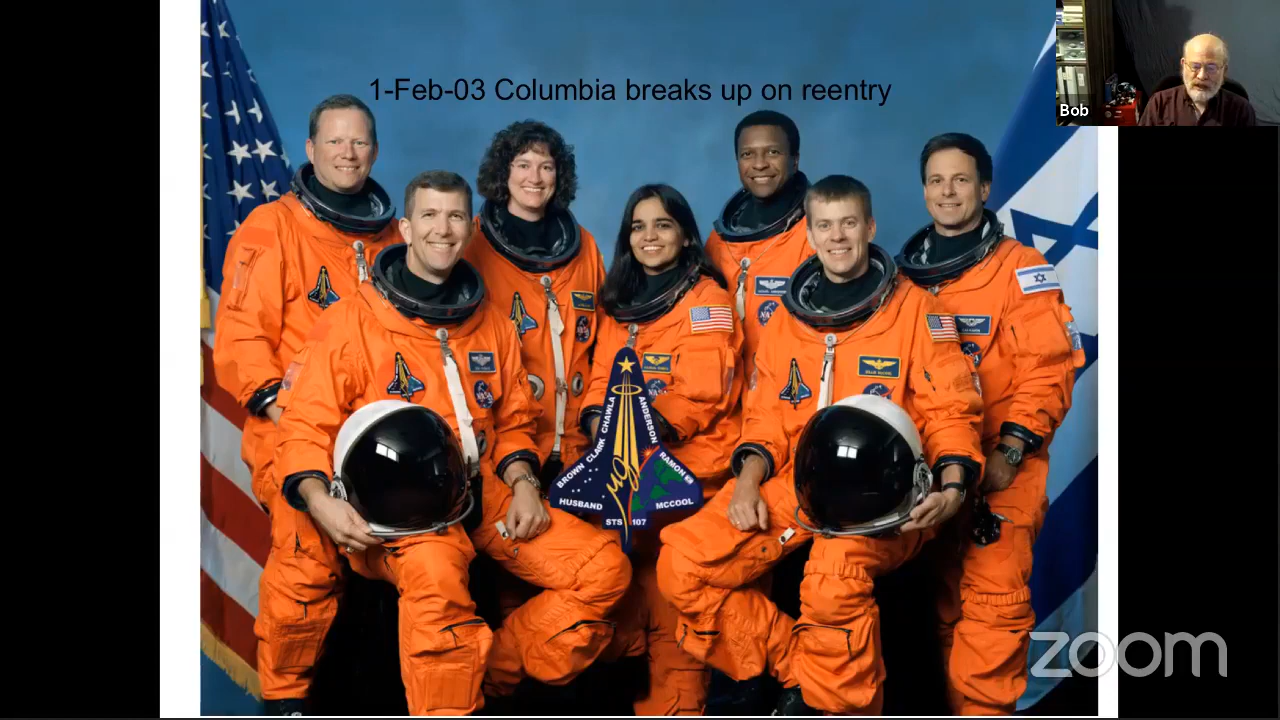 1-Feb-03 Columbia breaks up on reentry
Bob
BROWN CLARK CHAWLA
ANDERSON
RAMON
HUSBAND
MCCOOL
STS 107
NASA
zoom